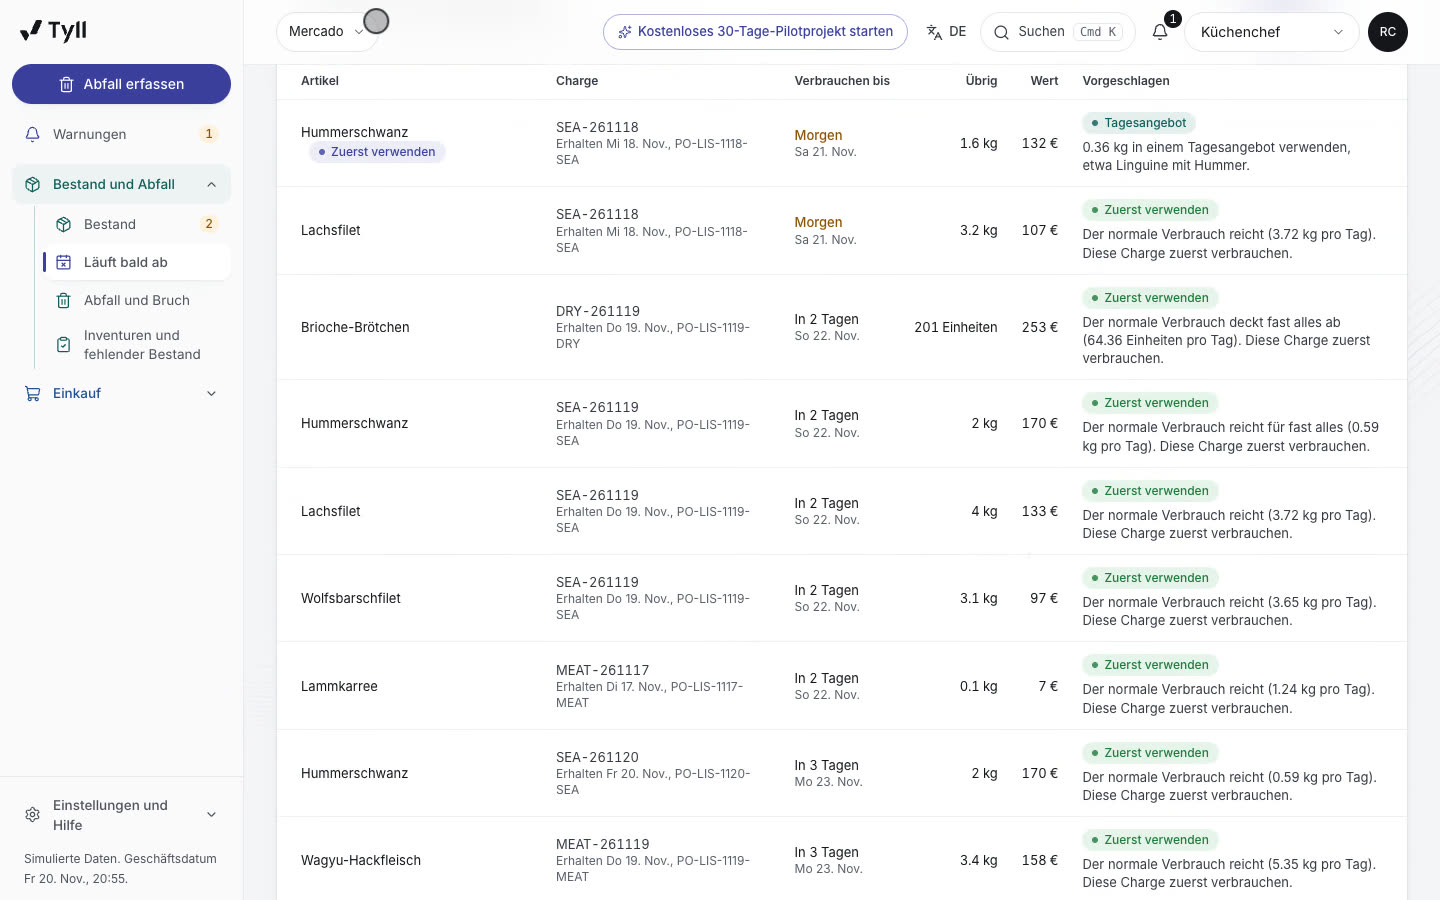 Tyll
Mercado
Kostenloses 30-Tage-Pilotprojekt starten
DE
Suchen
Cmd K
1
Küchenchef
RC
Abfall erfassen
Warnungen
1
Bestand und Abfall
Bestand
2
Läuft bald ab
Abfall und Bruch
Inventuren und
fehlender Bestand
Einkauf
Einstellungen und
Hilfe
Simulierte Daten. Geschäftsdatum
Fr 20. Nov., 20:55.
Artikel
Charge
Verbrauchen bis
Übrig
Wert
Vorgeschlagen
Hummerschwanz
Zuerst verwenden
SEA-261118
Erhalten Mi 18. Nov., PO-LIS-1118-
SEA
Morgen
Sa 21. Nov.
1.6 kg
132 €
Tagesangebot
0.36 kg in einem Tagesangebot verwenden,
etwa Linguine mit Hummer.
Lachsfilet
SEA-261118
Erhalten Mi 18. Nov., PO-LIS-1118-
SEA
Morgen
Sa 21. Nov.
3.2 kg
107 €
Zuerst verwenden
Der normale Verbrauch reicht (3.72 kg pro Tag).
Diese Charge zuerst verbrauchen.
Brioche-Brötchen
DRY-261119
Erhalten Do 19. Nov., PO-LIS-1119-
DRY
In 2 Tagen
So 22. Nov.
201 Einheiten
253 €
Zuerst verwenden
Der normale Verbrauch deckt fast alles ab
(64.36 Einheiten pro Tag). Diese Charge zuerst
verbrauchen.
Hummerschwanz
SEA-261119
Erhalten Do 19. Nov., PO-LIS-1119-
SEA
In 2 Tagen
So 22. Nov.
2 kg
170 €
Zuerst verwenden
Der normale Verbrauch reicht für fast alles (0.59
kg pro Tag). Diese Charge zuerst verbrauchen.
Lachsfilet
SEA-261119
Erhalten Do 19. Nov., PO-LIS-1119-
SEA
In 2 Tagen
So 22. Nov.
4 kg
133 €
Zuerst verwenden
Der normale Verbrauch reicht (3.72 kg pro Tag).
Diese Charge zuerst verbrauchen.
Wolfsbarschfilet
SEA-261119
Erhalten Do 19. Nov., PO-LIS-1119-
SEA
In 2 Tagen
So 22. Nov.
3.1 kg
97 €
Zuerst verwenden
Der normale Verbrauch reicht (3.65 kg pro Tag).
Diese Charge zuerst verbrauchen.
Lammkarree
MEAT-261117
Erhalten Di 17. Nov., PO-LIS-1117-
MEAT
In 2 Tagen
So 22. Nov.
0.1 kg
7 €
Zuerst verwenden
Der normale Verbrauch reicht (1.24 kg pro Tag).
Diese Charge zuerst verbrauchen.
Hummerschwanz
SEA-261120
Erhalten Fr 20. Nov., PO-LIS-1120-
SEA
In 3 Tagen
Mo 23. Nov.
2 kg
170 €
Zuerst verwenden
Der normale Verbrauch reicht (0.59 kg pro Tag).
Diese Charge zuerst verbrauchen.
Wagyu-Hackfleisch
MEAT-261119
Erhalten Do 19. Nov., PO-LIS-1119-
MEAT
In 3 Tagen
Mo 23. Nov.
3.4 kg
158 €
Zuerst verwenden
Der normale Verbrauch reicht (5.35 kg pro Tag).
Diese Charge zuerst verbrauchen.